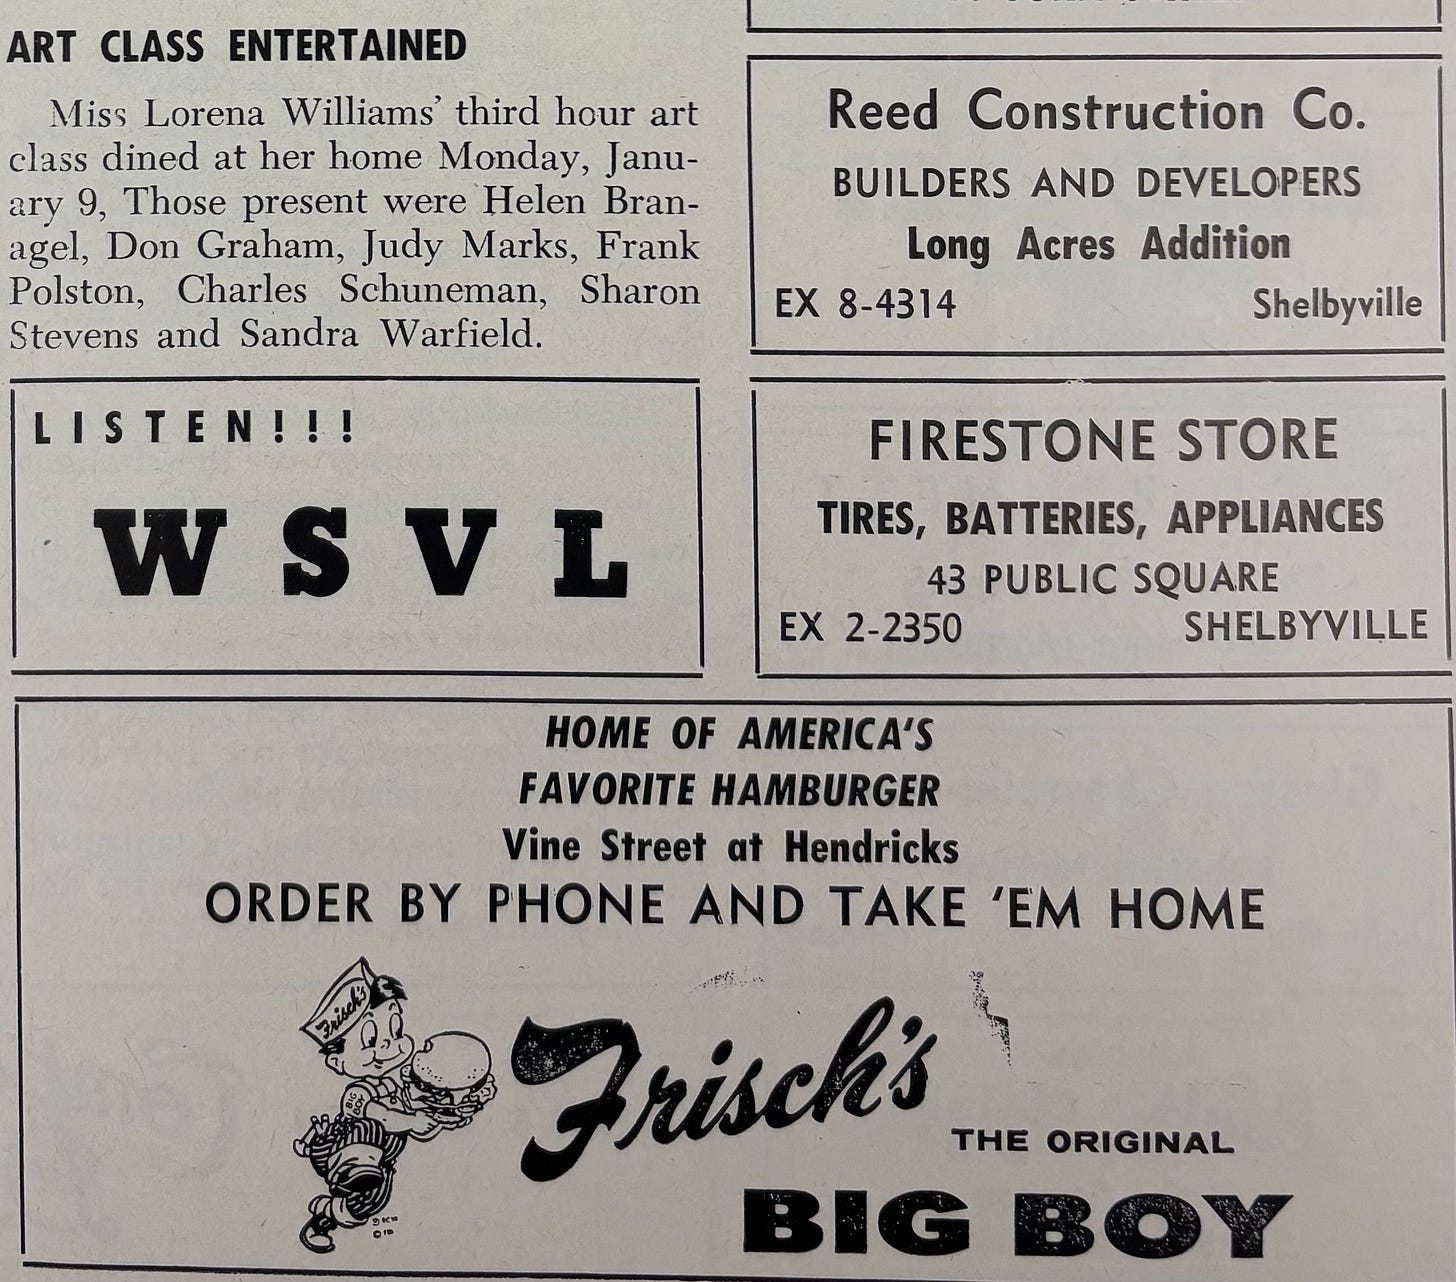 ART CLASS ENTERTAINED
Miss Lorena Williams' third hour art
class dined at her home Monday, Janu-
ary 9, Those present were Helen Bran-
agel, Don Graham, Judy Marks, Frank
Polston, Charles Schuneman, Sharon
Stevens and Sandra Warfield.
LISTEN!!!
WSVL
Reed Construction Co.
BUILDERS AND DEVELOPERS
Long Acres Addition
EX 8-4314 Shelbyville
FIRESTONE STORE
TIRES, BATTERIES, APPLIANCES
43 PUBLIC SQUARE
EX 2-2350 SHELBYVILLE
HOME OF AMERICA'S
FAVORITE HAMBURGER
Vine Street at Hendricks
ORDER BY PHONE AND TAKE 'EM HOME
Frisch's
BIG
BOY
Frisch's
THE ORIGINAL
BIG BOY